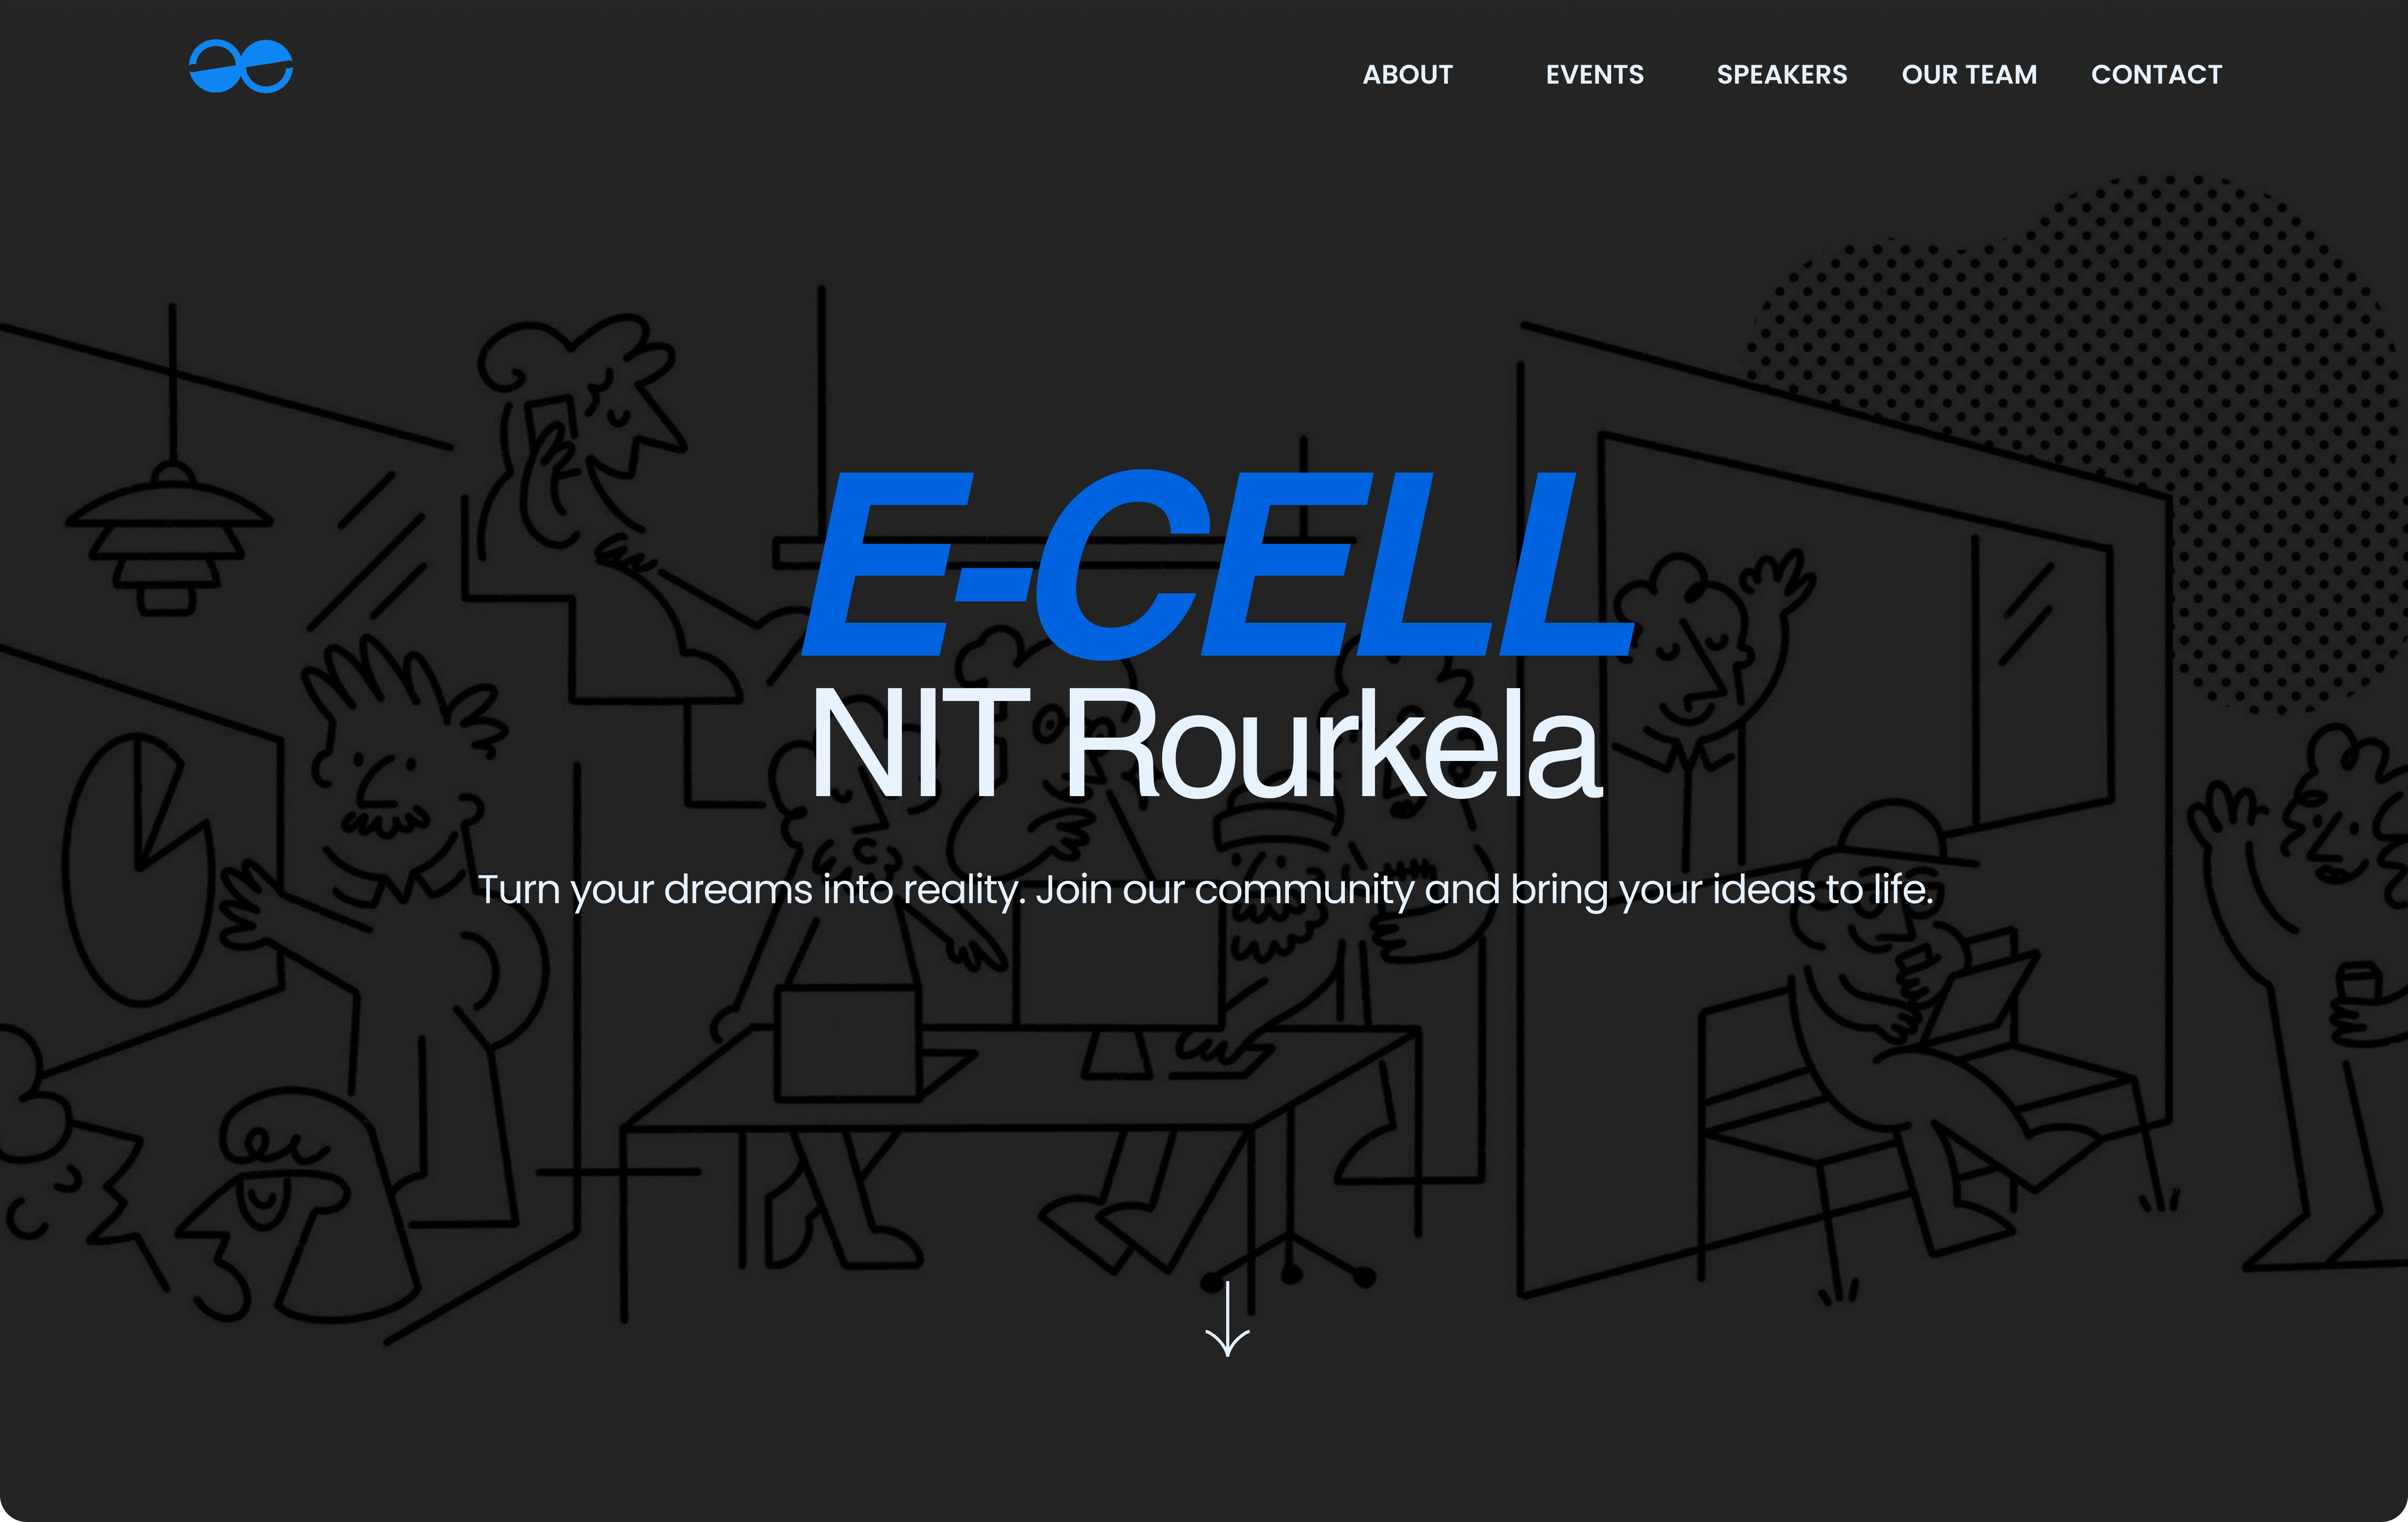 ABOUT EVENTS SPEAKERS OUR TEAM CONTACT
E-CELL
NIT Rourkela
Turn your dreams into reality. Join our community and bring your ideas to life.